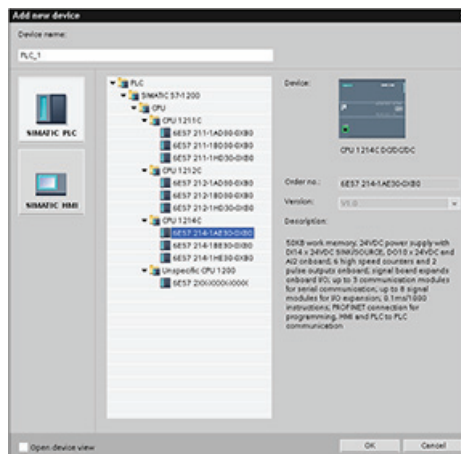 Add new device
Device name:
PLC_1
SIMATIC PLC
SIMATIC HMI
PLC
SIMATIC S7-1200
CPU
CPU 1211C
6ES7 211-1AD30-0XB0
6ES7 211-1BD30-0XB0
6ES7 211-1HD30-0XB0
CPU 1212C
6ES7 212-1AD30-0XB0
6ES7 212-1BD30-0XB0
6ES7 212-1HD30-0XB0
CPU 1214C
6ES7 214-1AE30-0XB0
6ES7 214-1BE30-0XB0
6ES7 214-1HE30-0XB0
Unspecific CPU 1200
6ES7 2XX-XXXXX-XXXX
Device:
CPU 1214C DC/DC/DC
Order no.: 6ES7 214-1AE30-0XB0
Version: V1.0
Description:
50KB work memory; 24VDC power supply with
DI14 x 24VDC SINK/SOURCE, DO10 x 24VDC and
AI2 onboard; 6 high speed counters and 2
pulse outputs onboard; signal board expands
onboard I/O; up to 3 communication modules
for serial communication; up to 8 signal
modules for I/O expansion; 0.1ms/1000
instructions; PROFINET connection for
programming, HMI and PLC to PLC
communication
Open device view
OK
Cancel